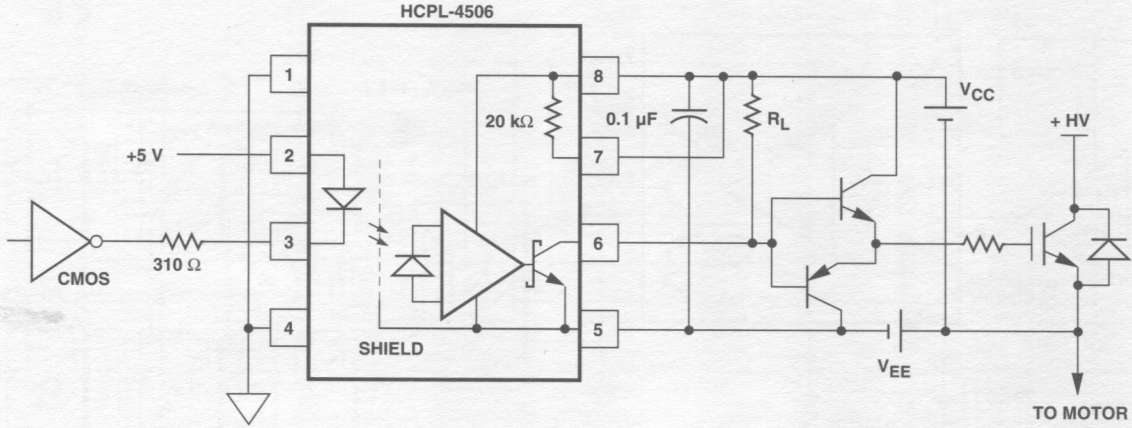 HCPL-4506
1
8
V_CC
+ HV
20 kΩ
0.1 µF
R_L
+5 V
2
7
3
6
CMOS
310 Ω
4
5
SHIELD
V_EE
TO MOTOR